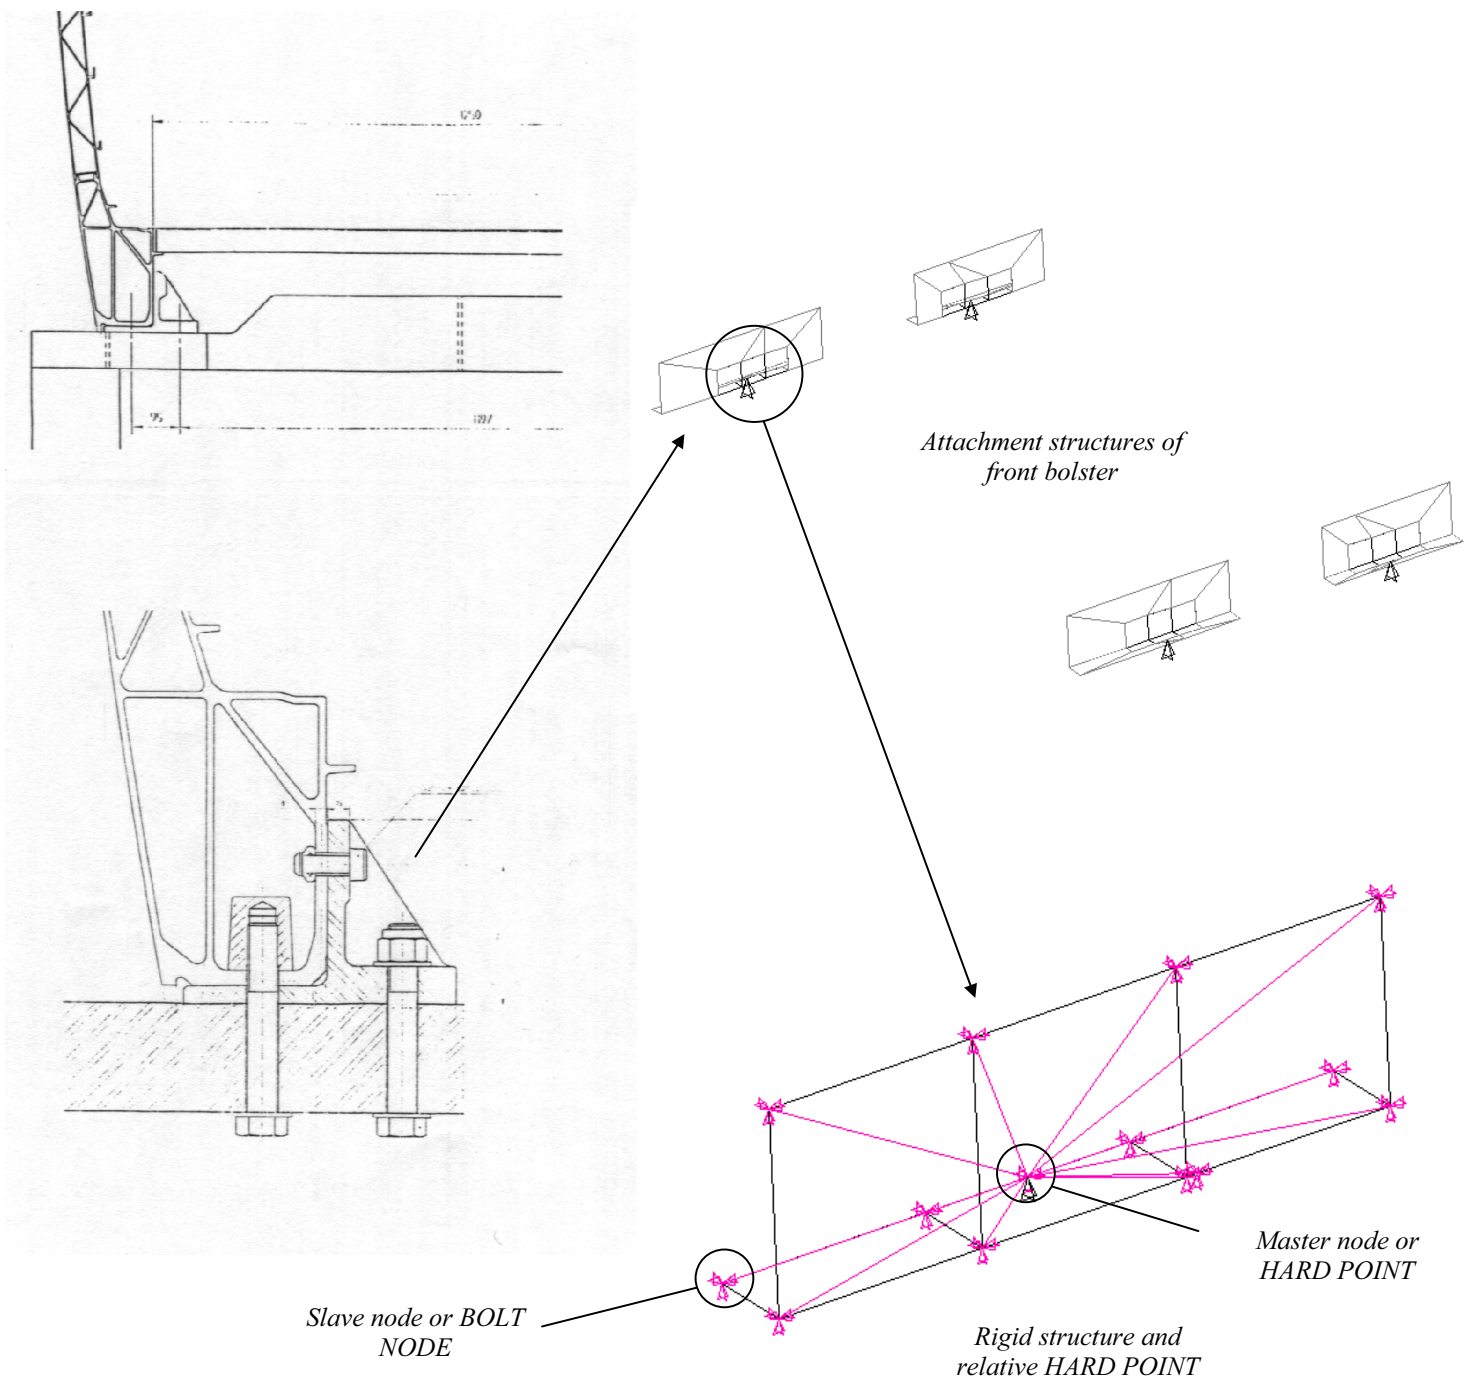 95
Attachment structures of
front bolster
Slave node or BOLT
NODE
Master node or
HARD POINT
Rigid structure and
relative HARD POINT